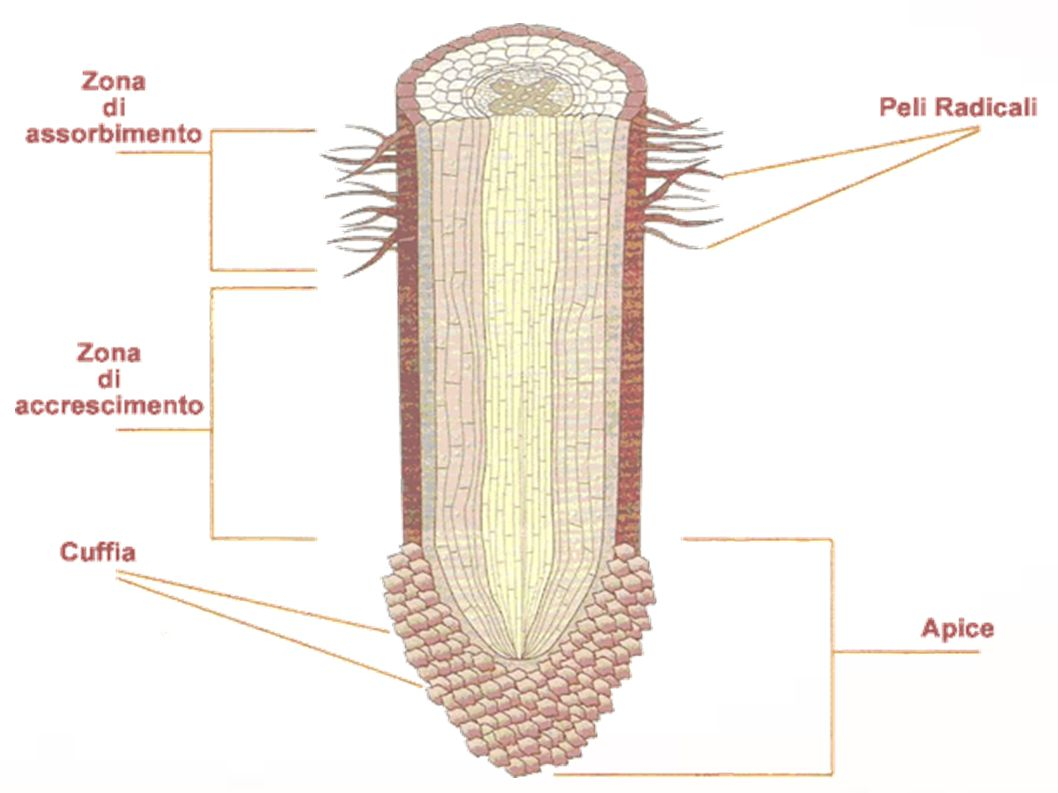 Zona
di
assorbimento
Peli Radicali
Zona
di
accrescimento
Cuffia
Apice